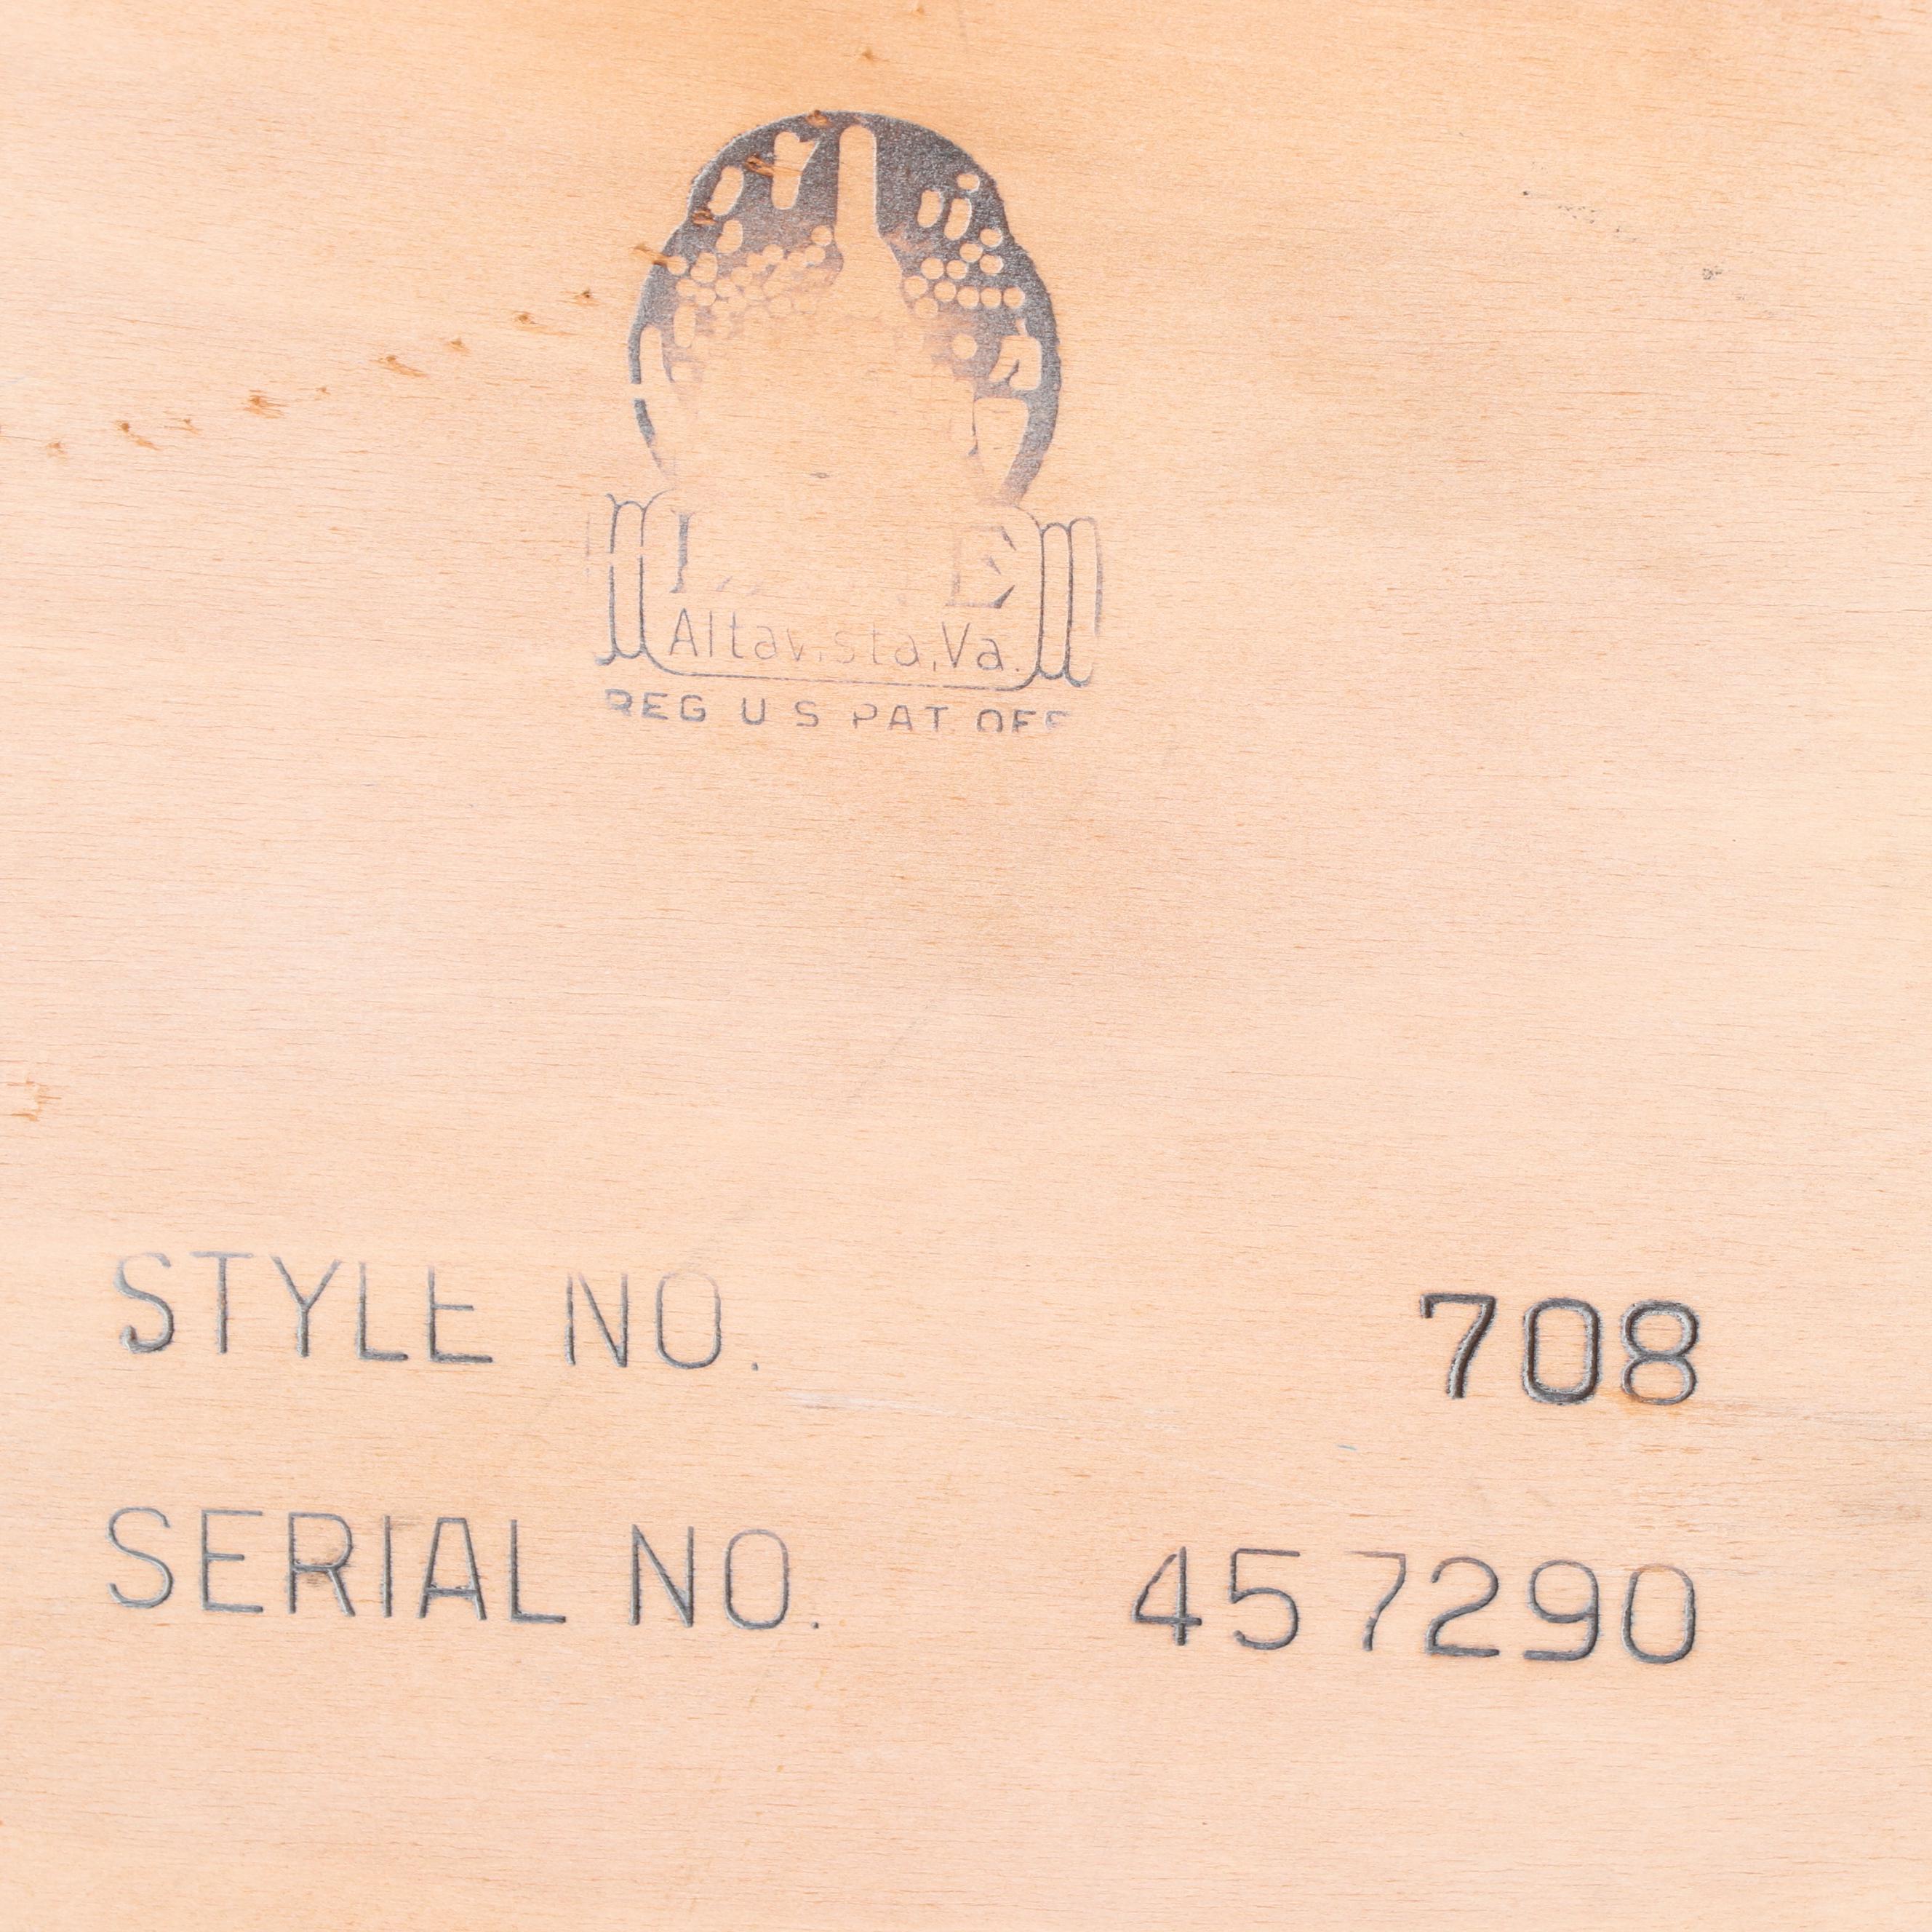 Altavista, Va.
REG U S PAT. OFF
STYLE NO. 708
SERIAL NO. 457290